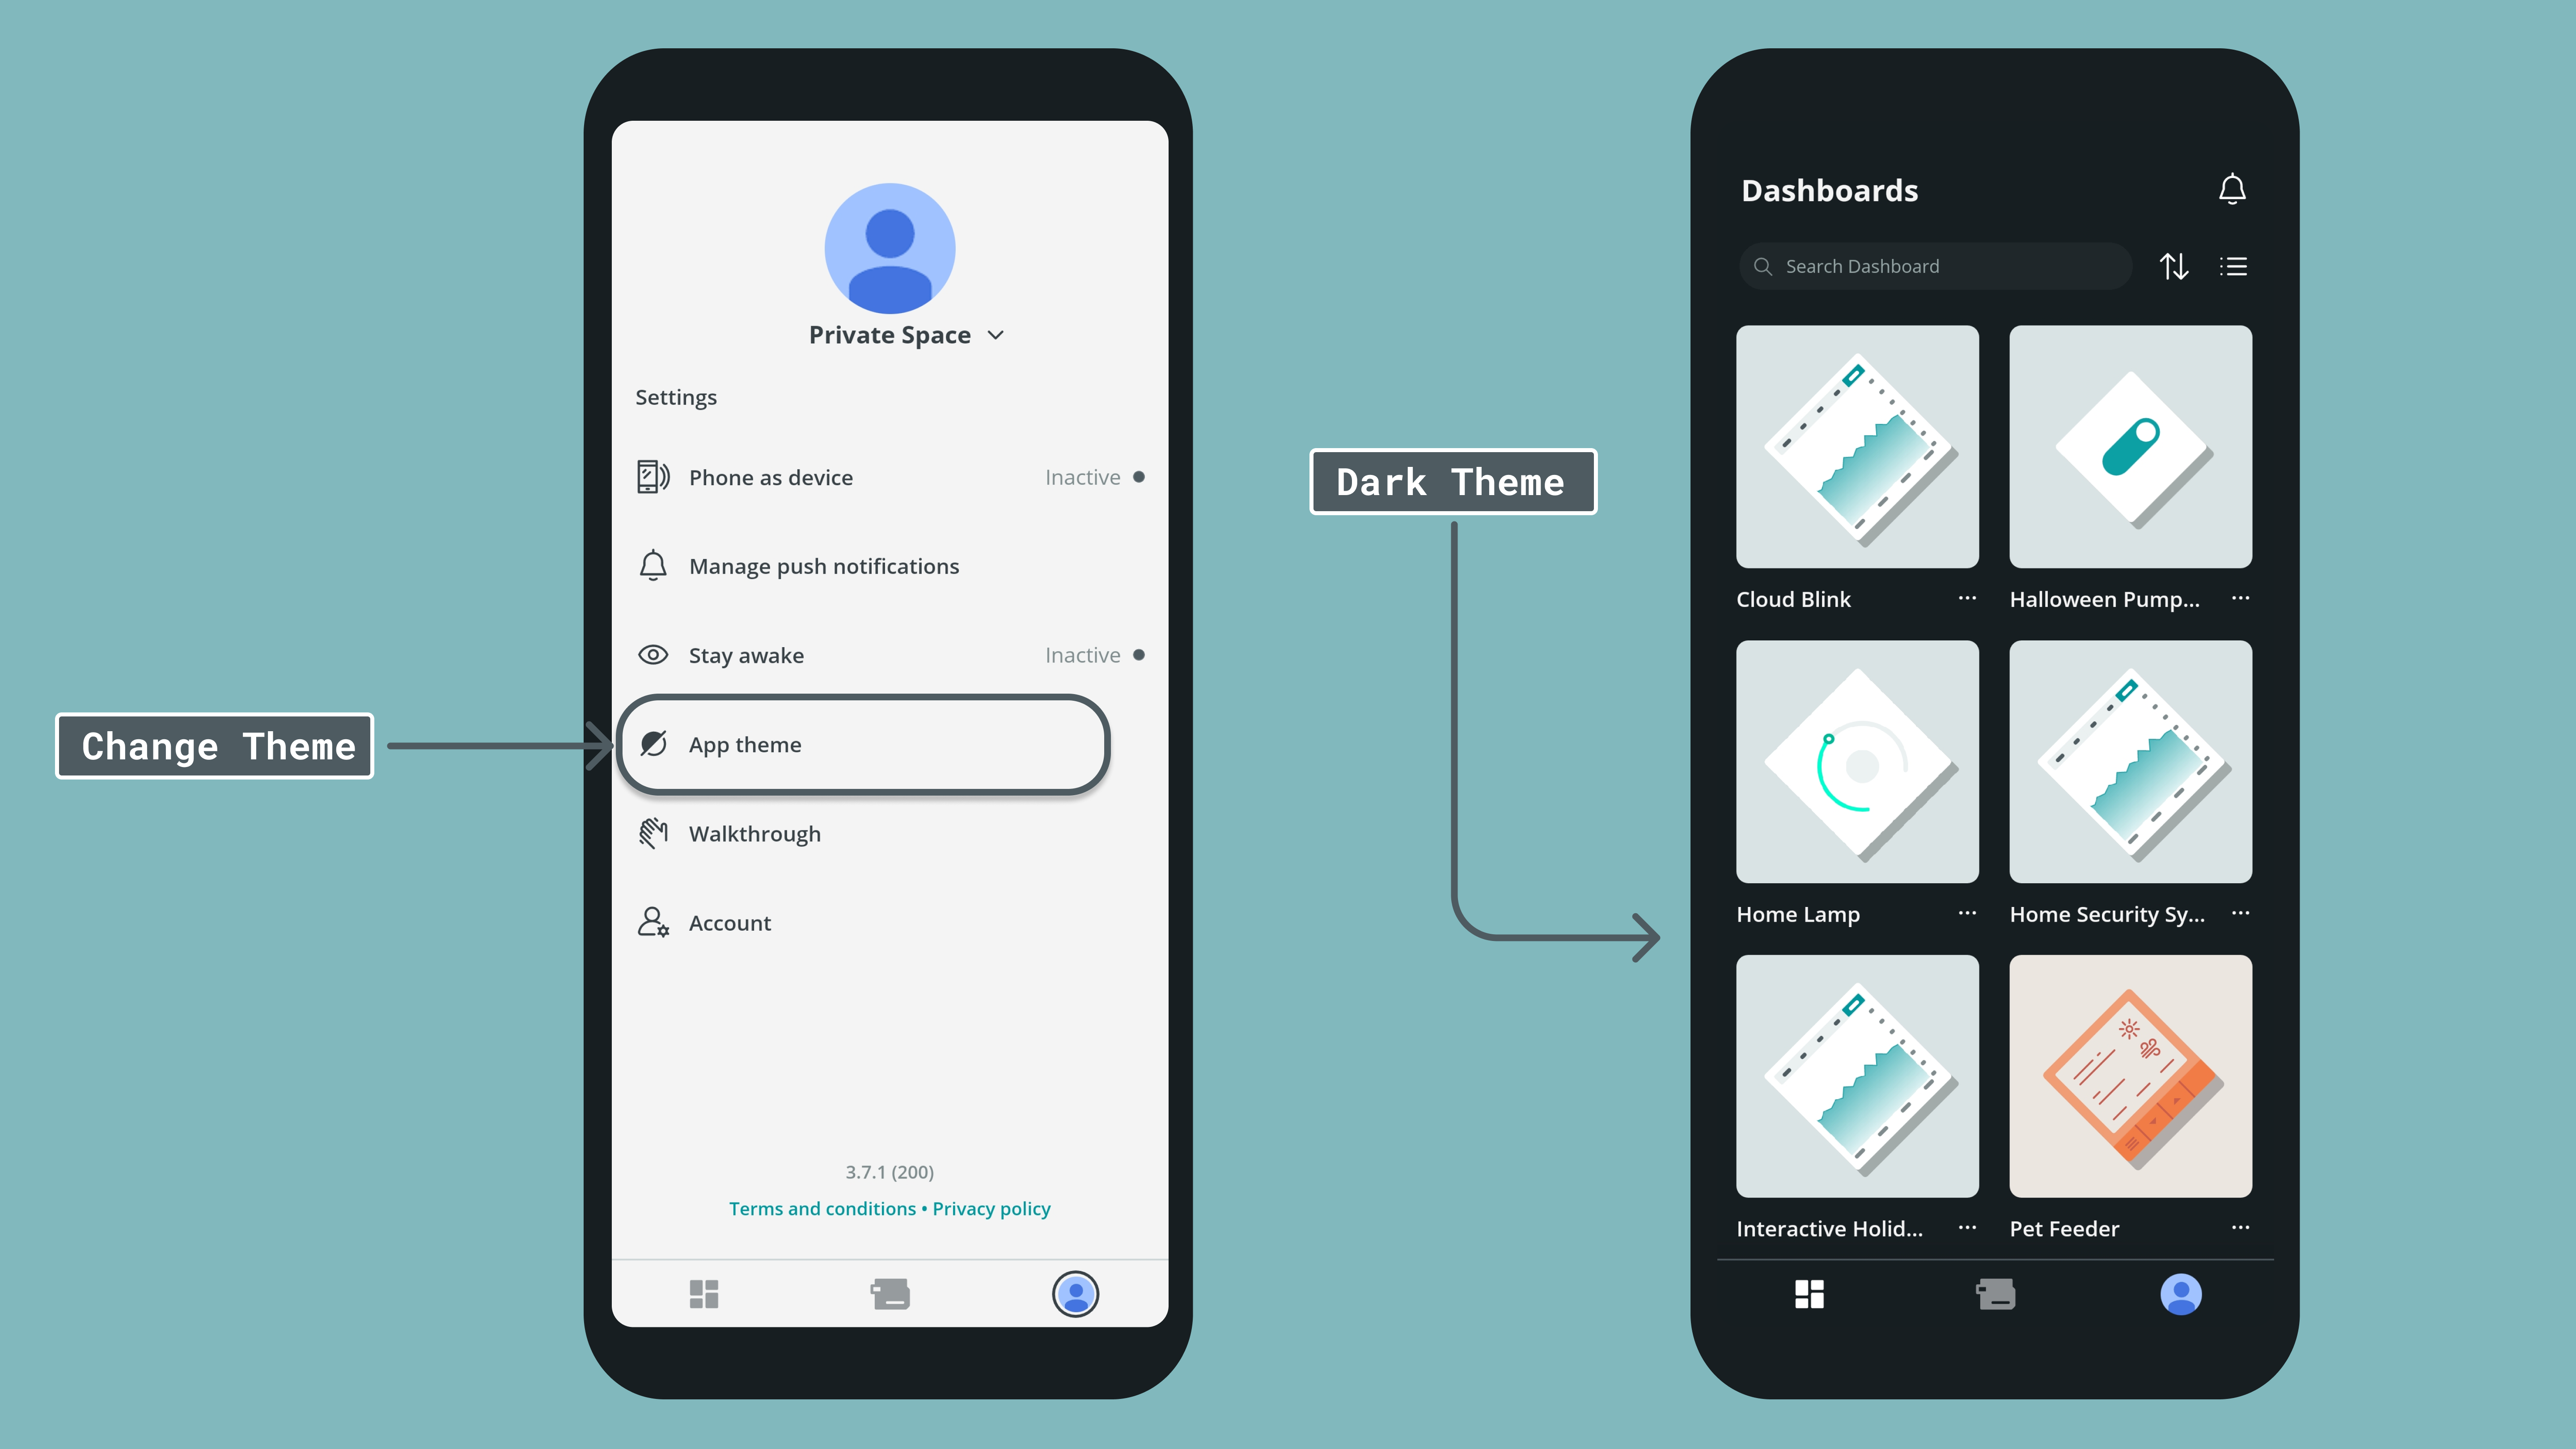 Change Theme
Private Space
Settings
Phone as device Inactive
Manage push notifications
Stay awake Inactive
App theme
Walkthrough
Account
3.7.1 (200)
Terms and conditions • Privacy policy
Dark Theme
Dashboards
Search Dashboard
Cloud Blink ... Halloween Pump... ...
Home Lamp ... Home Security Sy... ...
Interactive Holid... ... Pet Feeder ...